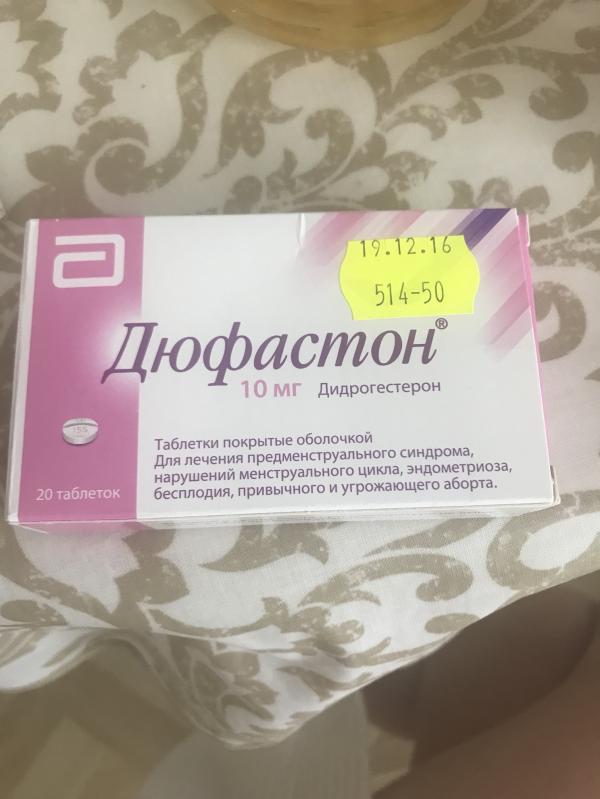 19.12.16
514-50
Дюфастон®
10 мг Дидрогестерон
155
Таблетки покрытые оболочкой
Для лечения предменструального синдрома,
нарушений менструального цикла, эндометриоза,
бесплодия, привычного и угрожающего аборта.
20 таблеток